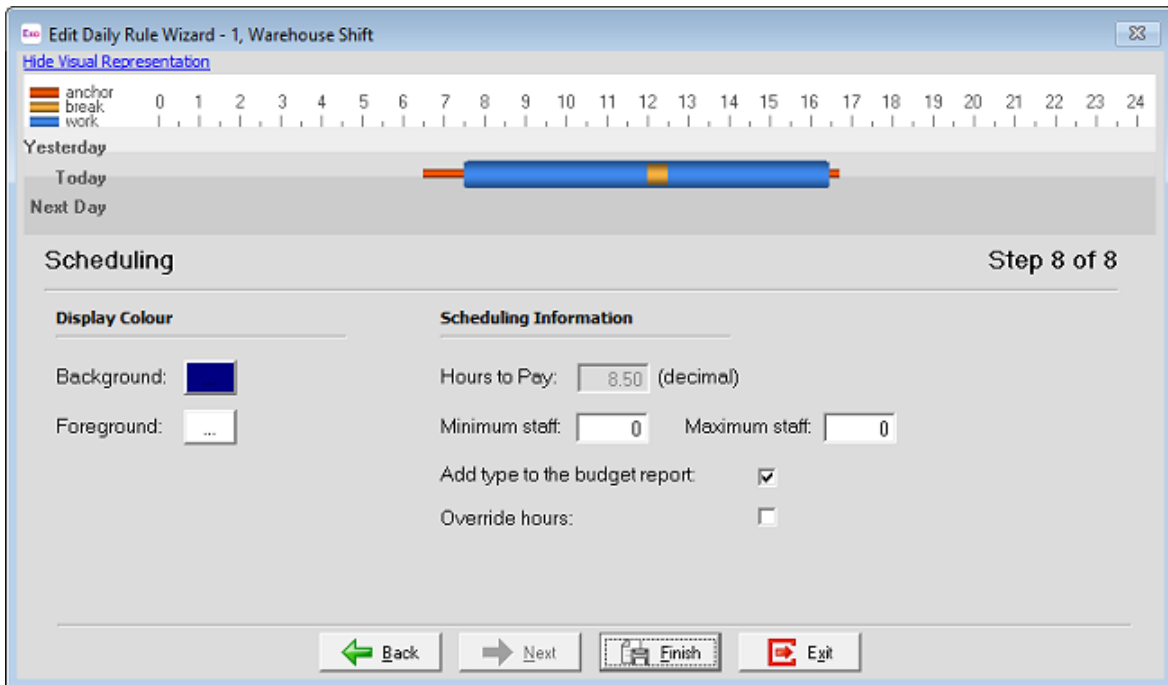 Exo Edit Daily Rule Wizard - 1, Warehouse Shift
Hide Visual Representation
anchor
break
work
0 1 2 3 4 5 6 7 8 9 10 11 12 13 14 15 16 17 18 19 20 21 22 23 24
Yesterday
Today
Next Day
Scheduling Step 8 of 8
Display Colour Scheduling Information
Background: Hours to Pay: 8.50 (decimal)
Foreground: ... Minimum staff: 0 Maximum staff: 0
Add type to the budget report:
Override hours:
Back Next Finish Exit